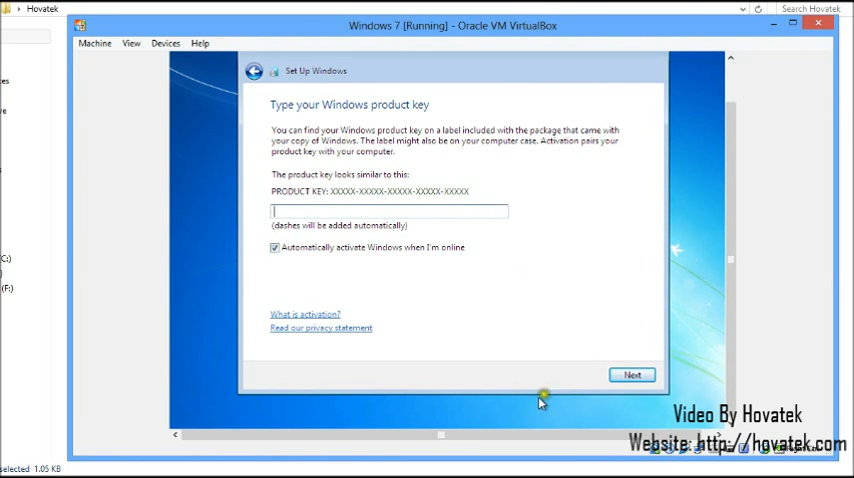 Hovatek
Search Hovatek
Windows 7 [Running] - Oracle VM VirtualBox
Machine View Devices Help
Set Up Windows
Type your Windows product key
You can find your Windows product key on a label included with the package that came with
your copy of Windows. The label might also be on your computer case. Activation pairs your
product key with your computer.
The product key looks similar to this:
PRODUCT KEY: XXXXX-XXXXX-XXXXX-XXXXX-XXXXX
(dashes will be added automatically)
Automatically activate Windows when I'm online
C:)
(F:)
What is activation?
Read our privacy statement
Next
Video By Hovatek
Website: http://hovatek.com
selected 1.05 KB